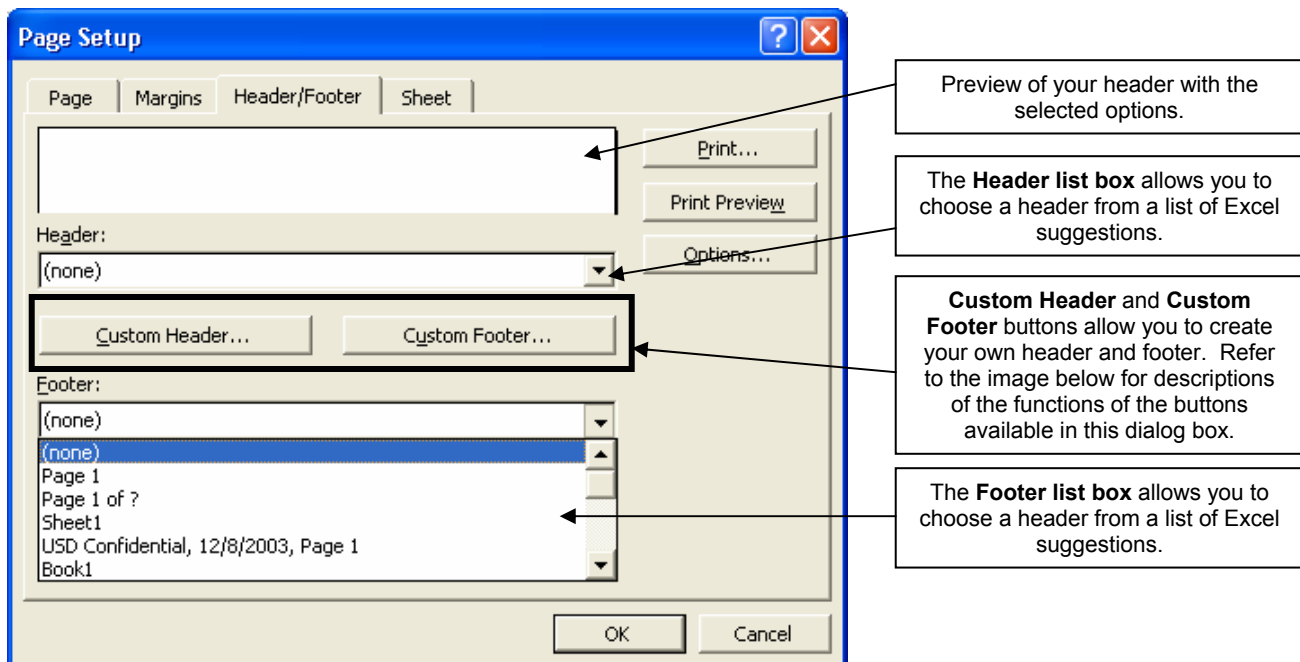 Page Setup
Page Margins Header/Footer Sheet
Print...
Print Preview
Options...
Header:
(none)
Custom Header... Custom Footer...
Footer:
(none)
(none)
Page 1
Page 1 of ?
Sheet1
USD Confidential, 12/8/2003, Page 1
Book1
OK Cancel
Preview of your header with the
selected options.
The Header list box allows you to
choose a header from a list of Excel
suggestions.
Custom Header and Custom
Footer buttons allow you to create
your own header and footer. Refer
to the image below for descriptions
of the functions of the buttons
available in this dialog box.
The Footer list box allows you to
choose a header from a list of Excel
suggestions.